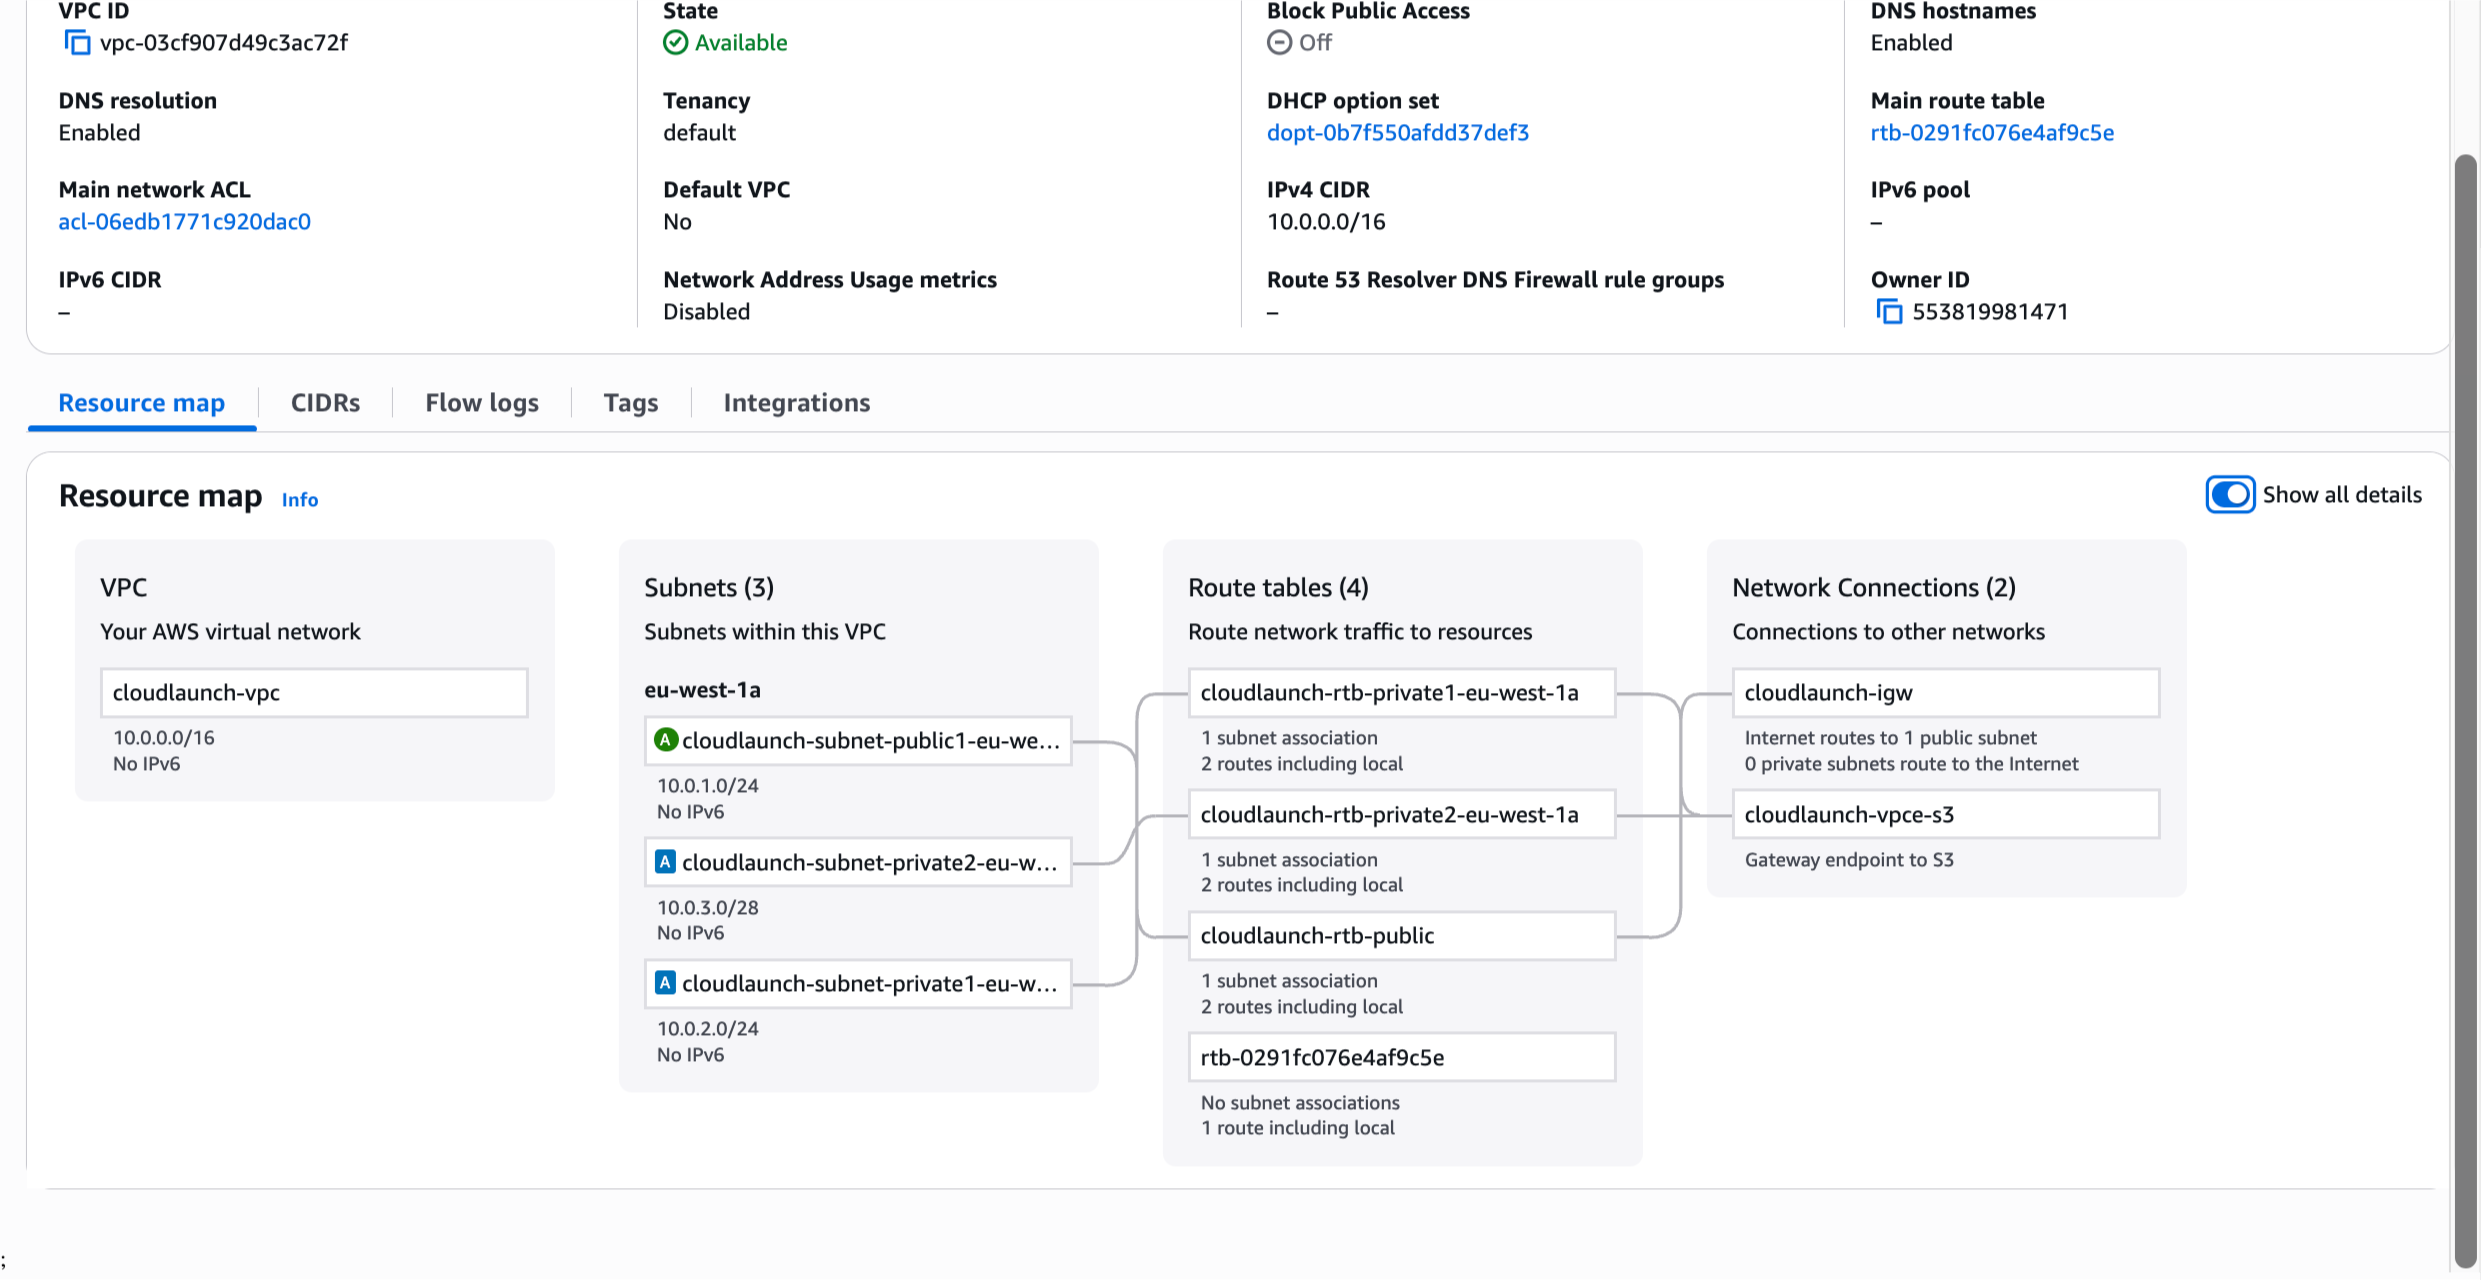 VPC ID
vpc-03cf907d49c3ac72f
State
Available
Block Public Access
Off
DNS hostnames
Enabled
DNS resolution
Enabled
Tenancy
default
DHCP option set
dopt-0b7f550afdd37def3
Main route table
rtb-0291fc076e4af9c5e
Main network ACL
acl-06edb1771c920dac0
Default VPC
No
IPv4 CIDR
10.0.0.0/16
IPv6 pool
–
IPv6 CIDR
–
Network Address Usage metrics
Disabled
Route 53 Resolver DNS Firewall rule groups
–
Owner ID
553819981471
Resource map
CIDRs
Flow logs
Tags
Integrations
Resource map Info
Show all details
VPC
Your AWS virtual network
cloudlaunch-vpc
10.0.0.0/16
No IPv6
Subnets (3)
Subnets within this VPC
eu-west-1a
A cloudlaunch-subnet-public1-eu-we...
10.0.1.0/24
No IPv6
A cloudlaunch-subnet-private2-eu-w...
10.0.3.0/28
No IPv6
A cloudlaunch-subnet-private1-eu-w...
10.0.2.0/24
No IPv6
Route tables (4)
Route network traffic to resources
cloudlaunch-rtb-private1-eu-west-1a
1 subnet association
2 routes including local
cloudlaunch-rtb-private2-eu-west-1a
1 subnet association
2 routes including local
cloudlaunch-rtb-public
1 subnet association
2 routes including local
rtb-0291fc076e4af9c5e
No subnet associations
1 route including local
Network Connections (2)
Connections to other networks
cloudlaunch-igw
Internet routes to 1 public subnet
0 private subnets route to the Internet
cloudlaunch-vpce-s3
Gateway endpoint to S3
;